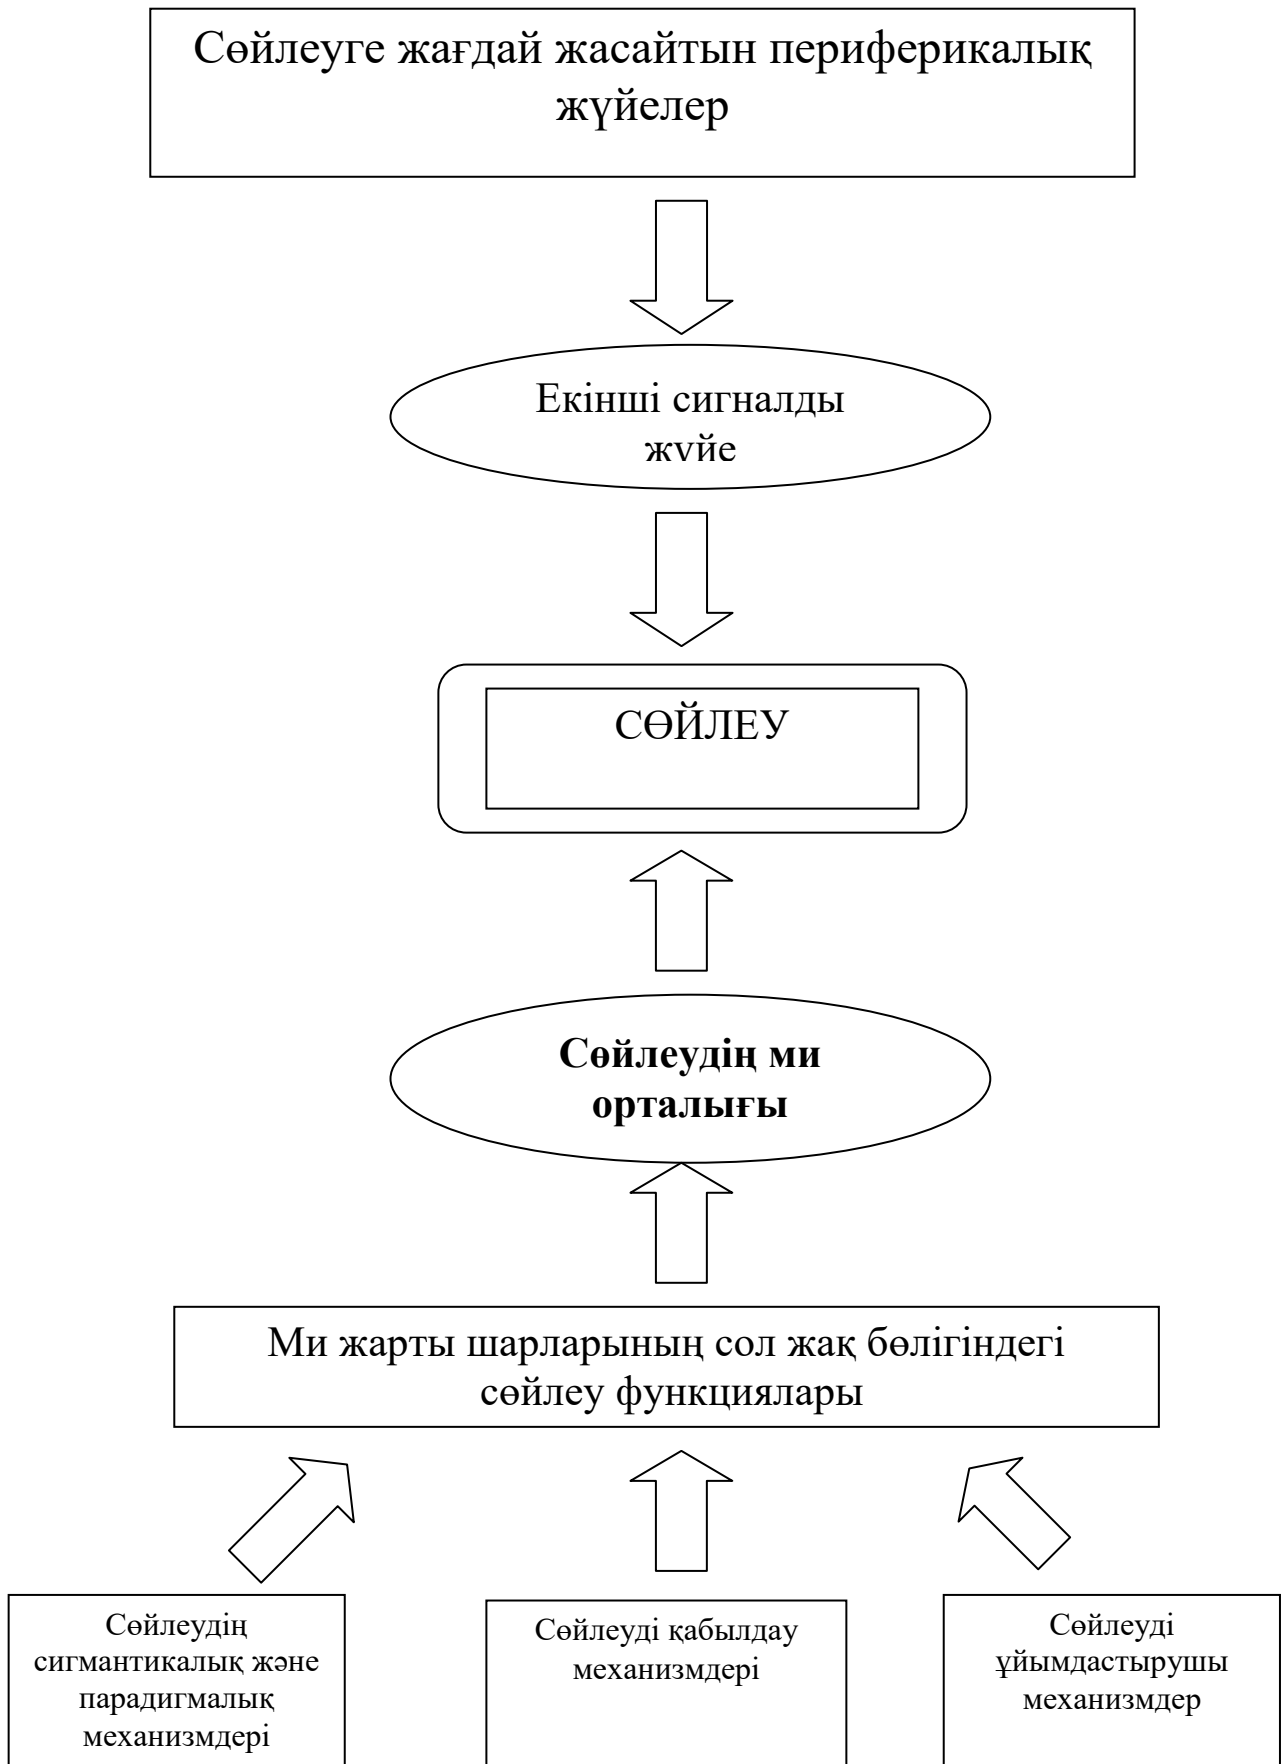 Сөйлеуге жағдай жасайтын периферикалық
жүйелер
Екінші сигналды
жүйе
СӨЙЛЕУ
Сөйлеудің ми
орталығы
Ми жарты шарларының сол жақ бөлігіндегі
сөйлеу функциялары
Сөйлеудің
сигмантикалық және
парадигмалық
механизмдері
Сөйлеуді қабылдау
механизмдері
Сөйлеуді
ұйымдастырушы
механизмдер